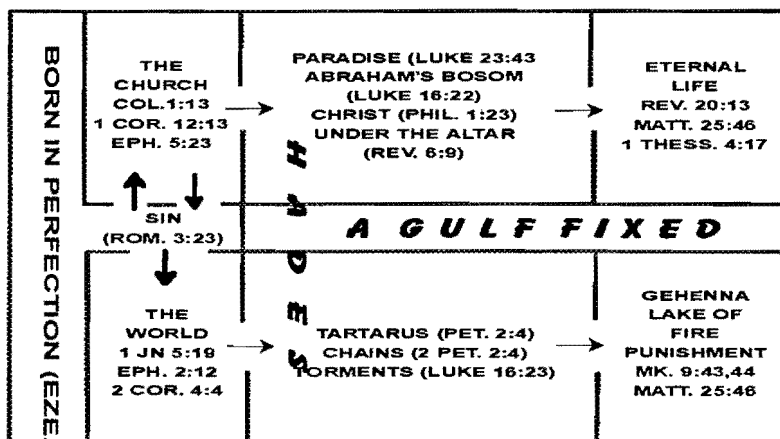 BORN IN PERFECTION (EZE.
THE
CHURCH
COL.1:13
1 COR. 12:13
EPH. 5:23
PARADISE (LUKE 23:43
ABRAHAM'S BOSOM
(LUKE 16:22)
CHRIST (PHIL. 1:23)
UNDER THE ALTAR
(REV. 6:9)
ETERNAL
LIFE
REV. 20:13
MATT. 25:46
1 THESS. 4:17
HADES
SIN
(ROM. 3:23)
A GULF FIXED
THE
WORLD
1 JN 5:19
EPH. 2:12
2 COR. 4:4
TARTARUS (PET. 2:4)
CHAINS (2 PET. 2:4)
TORMENTS (LUKE 16:23)
GEHENNA
LAKE OF
FIRE
PUNISHMENT
MK. 9:43,44
MATT. 25:46